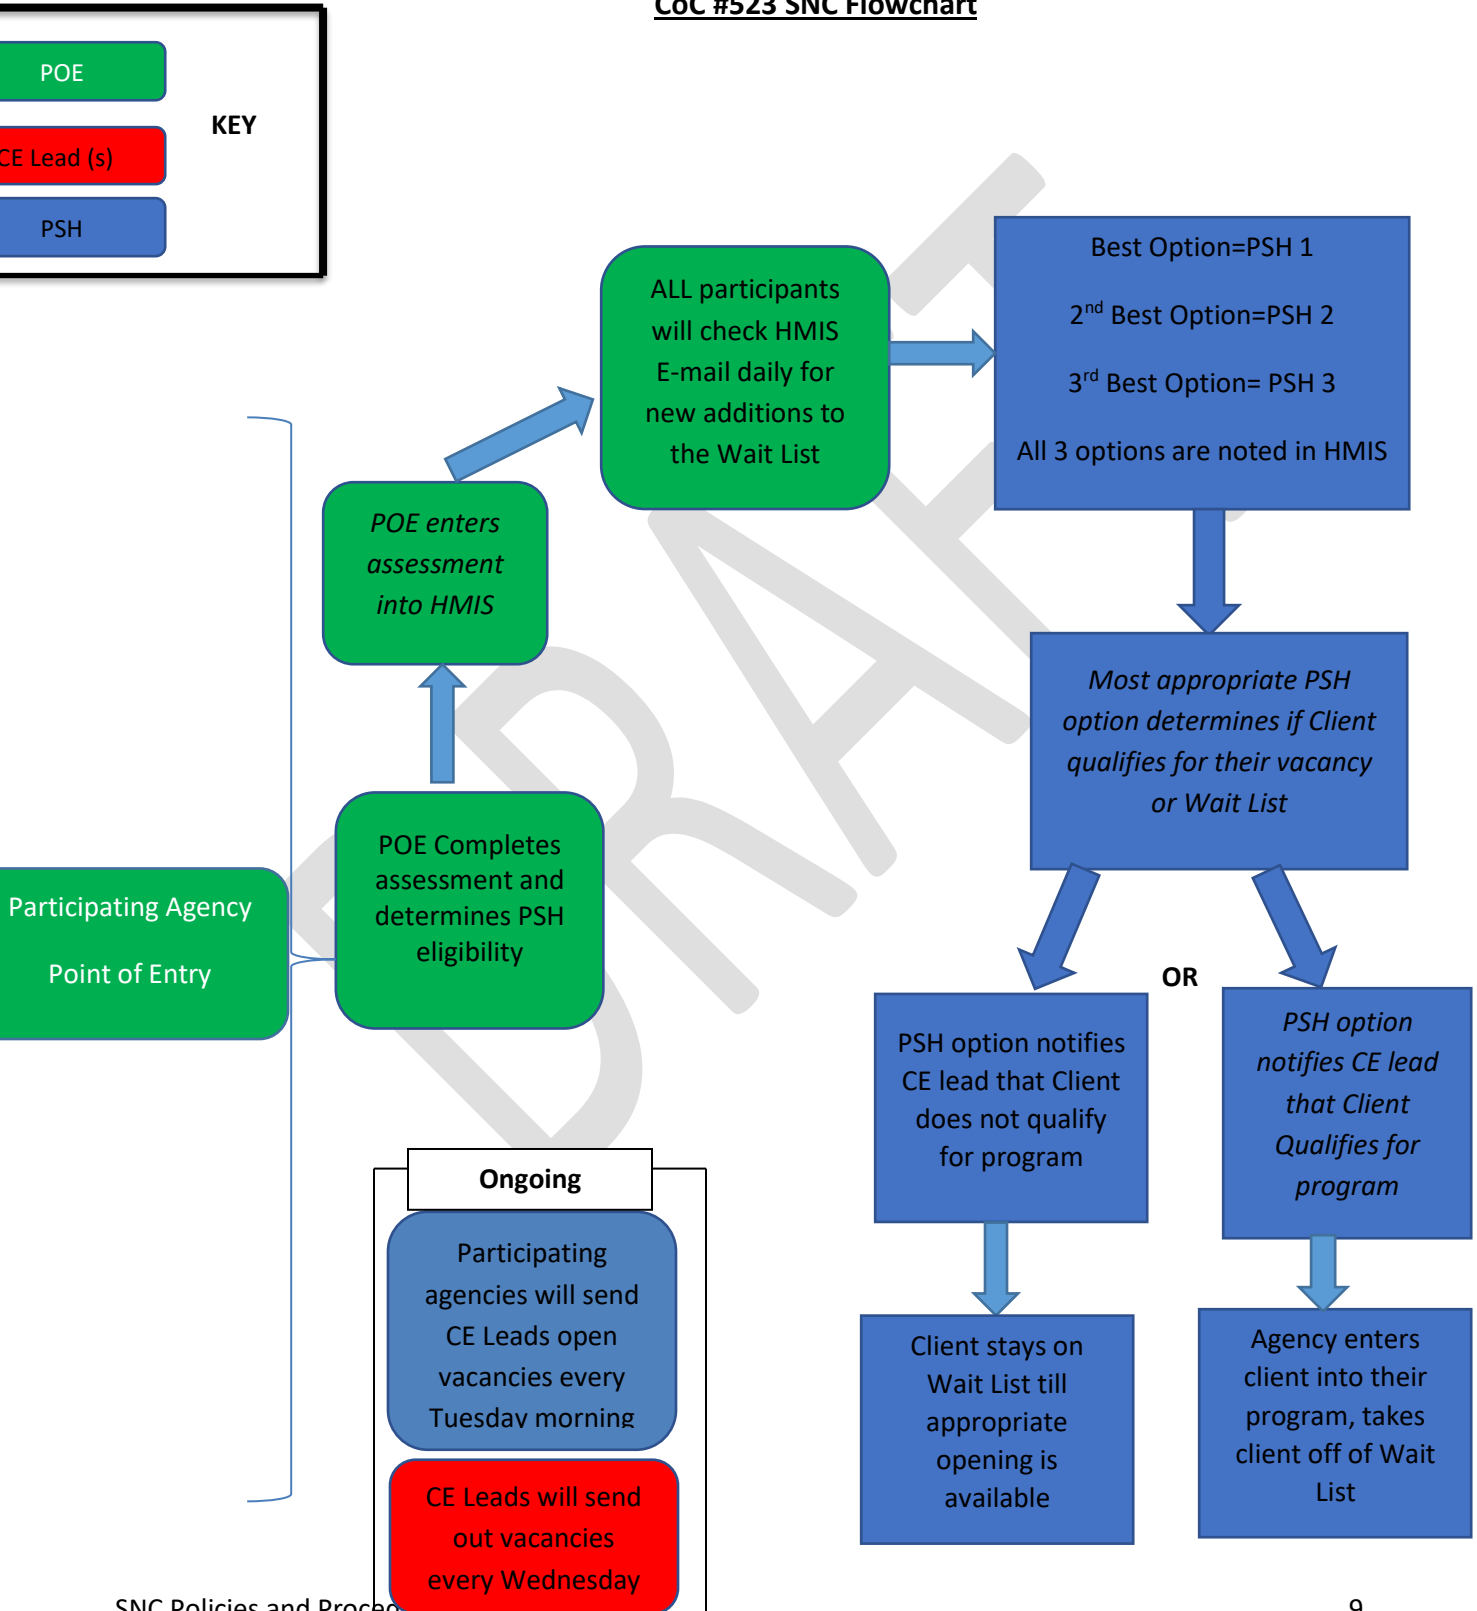 CoC #523 SNC Flowchart
POE
KEY
CE Lead (s)
PSH
ALL participants
will check HMIS
E-mail daily for
new additions to
the Wait List
Best Option=PSH 1
2nd Best Option=PSH 2
3rd Best Option= PSH 3
All 3 options are noted in HMIS
POE enters
assessment
into HMIS
Most appropriate PSH
option determines if Client
qualifies for their vacancy
or Wait List
POE Completes
assessment and
determines PSH
eligibility
Participating Agency
Point of Entry
OR
PSH option notifies
CE lead that Client
does not qualify
for program
PSH option
notifies CE lead
that Client
Qualifies for
program
Ongoing
Participating
agencies will send
CE Leads open
vacancies every
Tuesday morning
CE Leads will send
out vacancies
every Wednesday
Client stays on
Wait List till
appropriate
opening is
available
Agency enters
client into their
program, takes
client off of Wait
List
DRAFT
SNC Policies and Proced
9